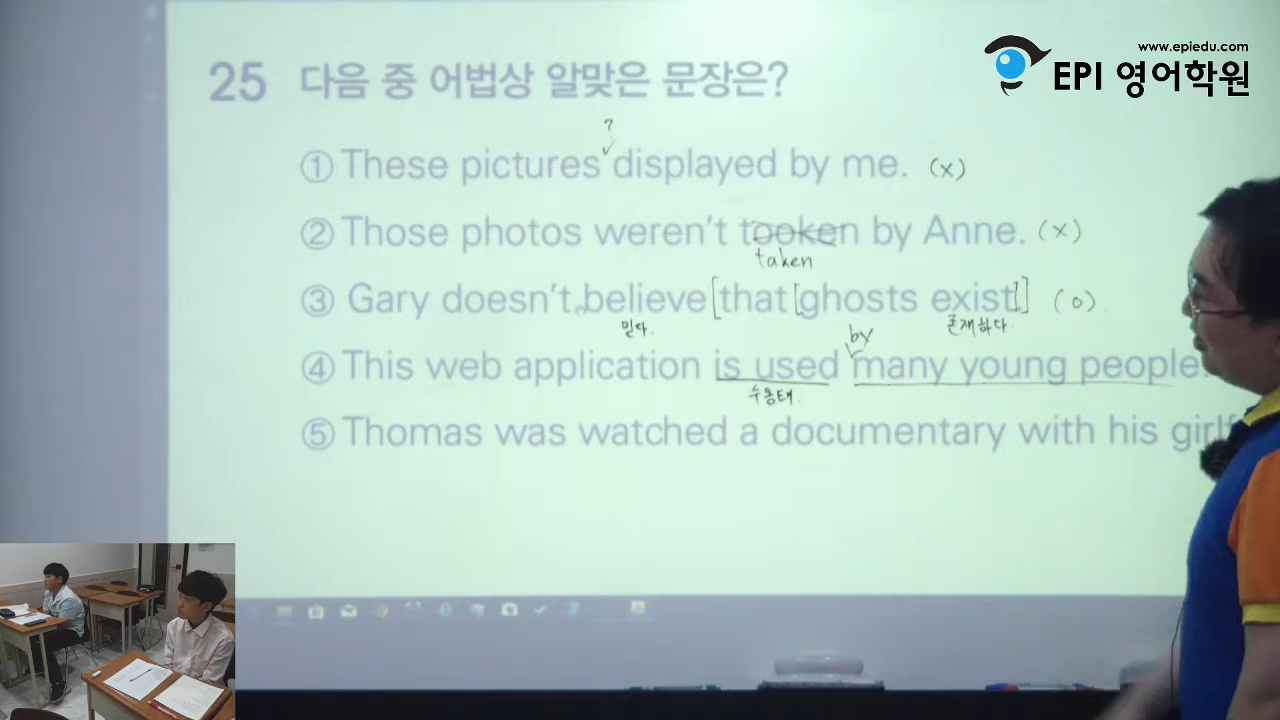 www.epiedu.com
EPI 영어학원
25 다음 중 어법상 알맞은 문장은?
?
① These pictures displayed by me. (x)
② Those photos weren't tooken by Anne. (x)
taken
③ Gary doesn't believe [that [ghosts exist]] (o)
믿다.
존재하다
by
④ This web application is used many young people.
수동태.
⑤ Thomas was watched a documentary with his